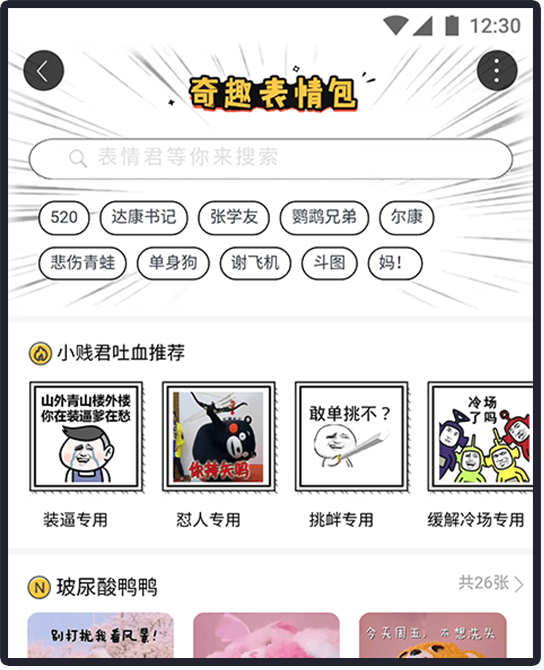 12:30
奇趣表情包
表情君等你来搜索
520 达康书记 张学友 鹦鹉兄弟 尔康
悲伤青蛙 单身狗 谢飞机 斗图 妈!
小贱君吐血推荐
山外青山楼外楼
你在装逼爹在愁
你掉矢吗
敢单挑不?
冷场
了吗
装逼专用 怼人专用 挑衅专用 缓解冷场专用
N 玻尿酸鸭鸭 共26张
别打扰我看风景!
今天周五,不想洗头